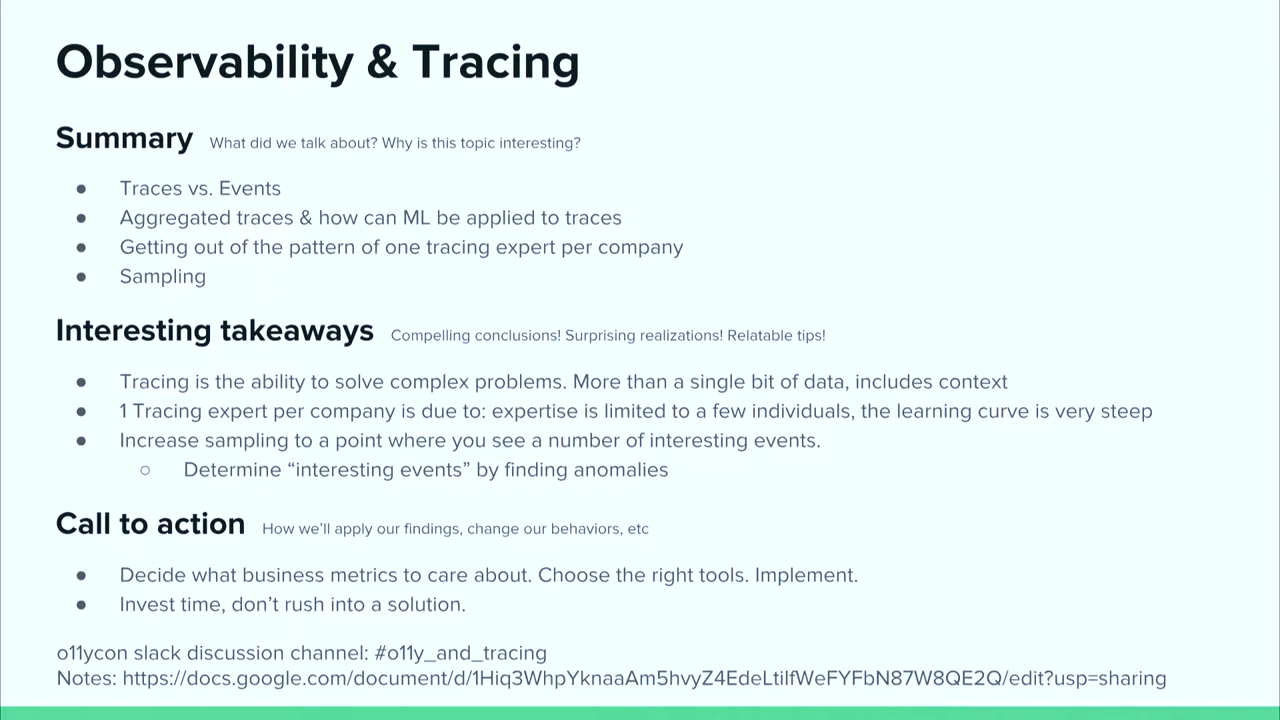 Observability & Tracing
Summary What did we talk about? Why is this topic interesting?
● Traces vs. Events
● Aggregated traces & how can ML be applied to traces
● Getting out of the pattern of one tracing expert per company
● Sampling
Interesting takeaways Compelling conclusions! Surprising realizations! Relatable tips!
● Tracing is the ability to solve complex problems. More than a single bit of data, includes context
● 1 Tracing expert per company is due to: expertise is limited to a few individuals, the learning curve is very steep
● Increase sampling to a point where you see a number of interesting events.
○ Determine “interesting events” by finding anomalies
Call to action How we’ll apply our findings, change our behaviors, etc
● Decide what business metrics to care about. Choose the right tools. Implement.
● Invest time, don’t rush into a solution.
o11ycon slack discussion channel: #o11y_and_tracing
Notes: https://docs.google.com/document/d/1Hiq3WhpYknaaAm5hvyZ4EdeLtiIfWeFYFbN87W8QE2Q/edit?usp=sharing